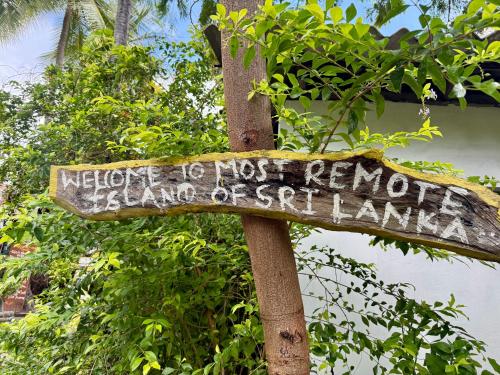 WELCOME TO MOST REMOTE
ISLAND OF SRI LANKA...